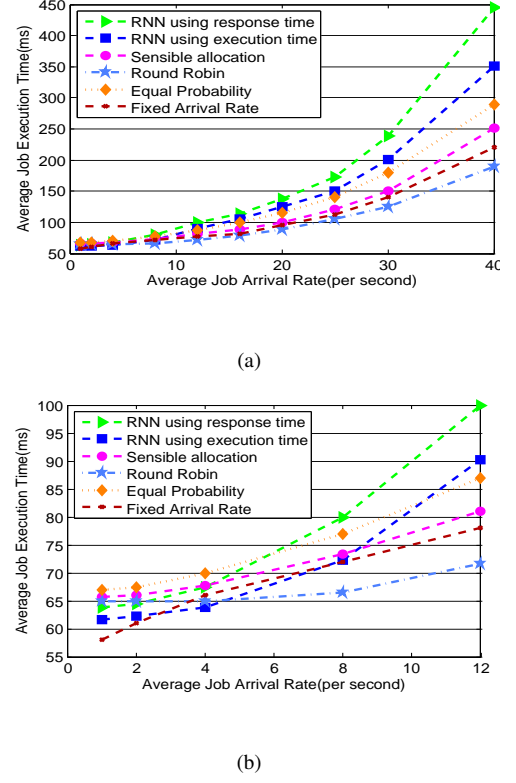 450
400
350
300
250
200
150
100
50
Average Job Execution Time(ms)
RNN using response time
RNN using execution time
Sensible allocation
Round Robin
Equal Probability
Fixed Arrival Rate
0 10 20 30 40
Average Job Arrival Rate(per second)
(a)
100
95
90
85
80
75
70
65
60
55
Average Job Execution Time(ms)
RNN using response time
RNN using execution time
Sensible allocation
Round Robin
Equal Probability
Fixed Arrival Rate
0 2 4 6 8 10 12
Average Job Arrival Rate(per second)
(b)